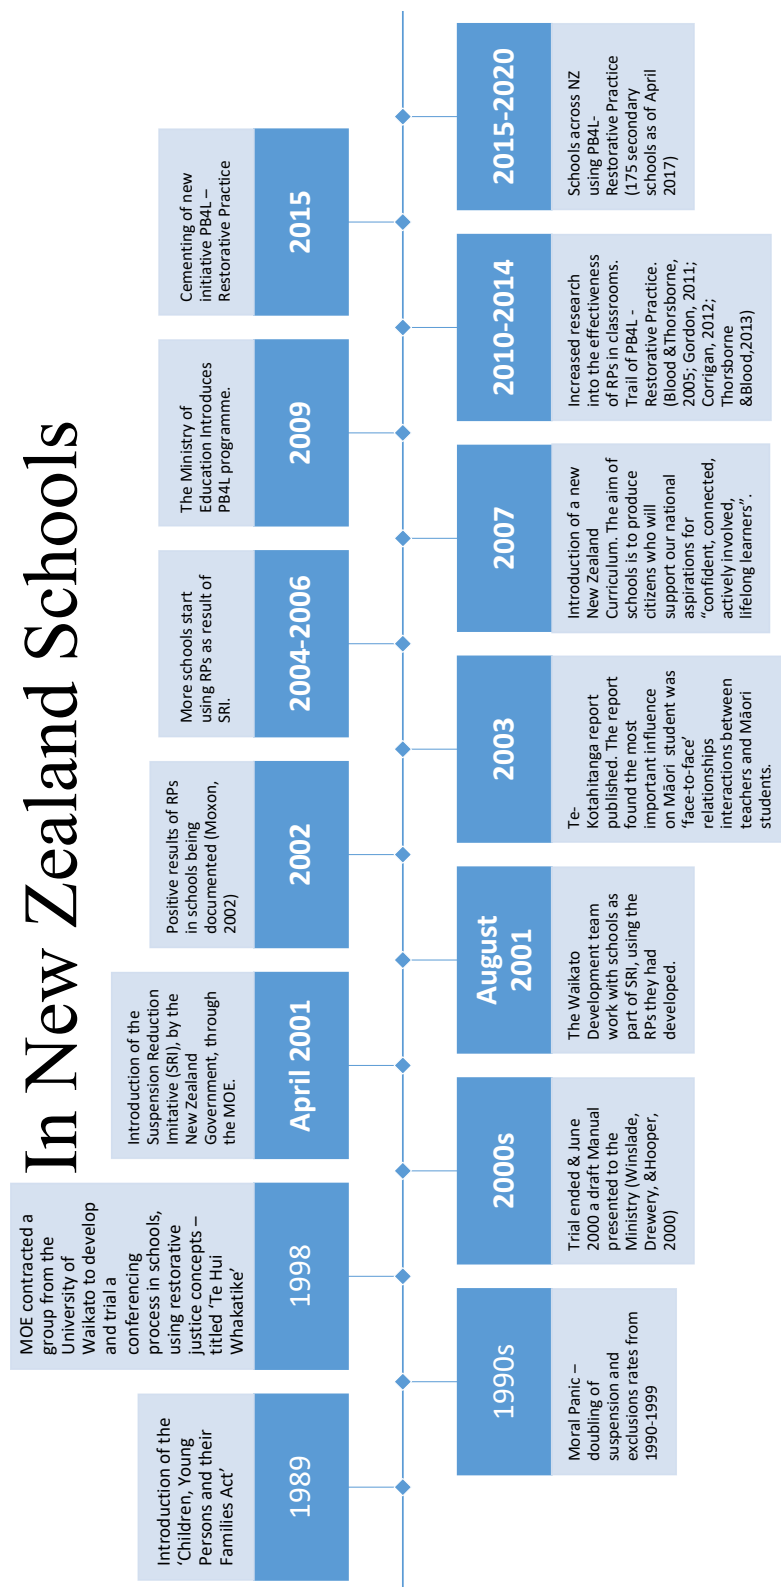 In New Zealand Schools
1989
Introduction of the
‘Children, Young
Persons and their
Families Act’
1990s
Moral Panic –
doubling of
suspension and
exclusions rates from
1990-1999
1998
MOE contracted a
group from the
University of
Waikato to develop
and trial a
conferencing
process in schools,
using restorative
justice concepts –
titled ‘Te Hui
Whakatike’
2000s
Trial ended & June
2000 a draft Manual
presented to the
Ministry (Winslade,
Drewery, &Hooper,
2000)
April 2001
Introduction of the
Suspension Reduction
Imitative (SRI), by the
New Zealand
Government, through
the MOE.
August
2001
The Waikato
Development team
work with schools as
part of SRI, using the
RPs they had
developed.
2002
Positive results of RPs
in schools being
documented (Moxon,
2002)
2003
Te-
Kotahitanga report
published. The report
found the most
important influence
on Māori student was
‘face-to-face’
relationships
interactions between
teachers and Māori
students.
2004-2006
More schools start
using RPs as result of
SRI.
2007
Introduction of a new
New Zealand
Curriculum. The aim of
schools is to produce
citizens who will
support our national
aspirations for
“confident, connected,
actively involved,
lifelong learners”.
2009
The Ministry of
Education Introduces
PB4L programme.
2010-2014
Increased research
into the effectiveness
of RPs in classrooms.
Trail of PB4L -
Restorative Practice.
(Blood &Thorsborne,
2005; Gordon, 2011;
Corrigan, 2012;
Thorsborne
&Blood,2013)
2015
Cementing of new
initiative PB4L –
Restorative Practice
2015-2020
Schools across NZ
using PB4L-
Restorative Practice
(175 secondary
schools as of April
2017)